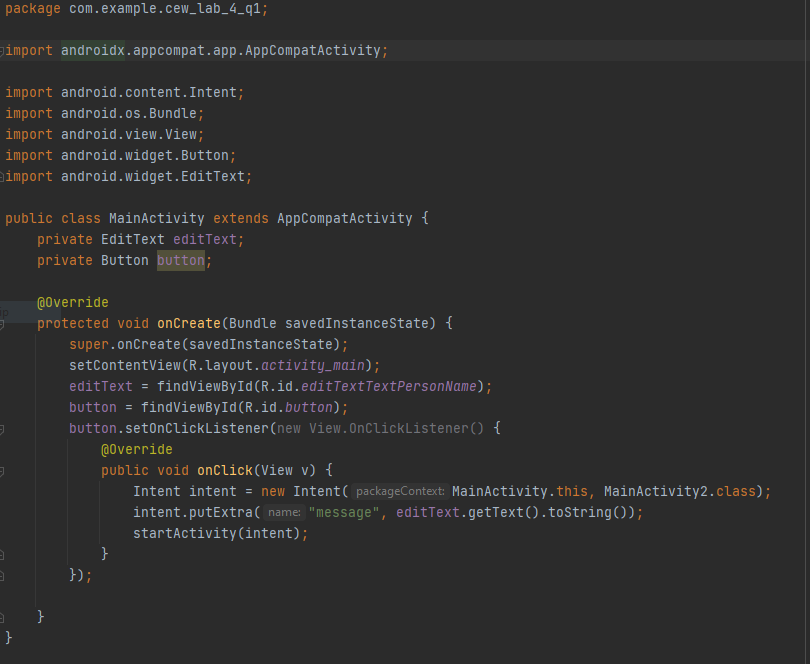 package com.example.cew_lab_4_q1;
import androidx.appcompat.app.AppCompatActivity;
import android.content.Intent;
import android.os.Bundle;
import android.view.View;
import android.widget.Button;
import android.widget.EditText;
public class MainActivity extends AppCompatActivity {
    private EditText editText;
    private Button button;
    @Override
    protected void onCreate(Bundle savedInstanceState) {
        super.onCreate(savedInstanceState);
        setContentView(R.layout.activity_main);
        editText = findViewById(R.id.editTextTextPersonName);
        button = findViewById(R.id.button);
        button.setOnClickListener(new View.OnClickListener() {
            @Override
            public void onClick(View v) {
                Intent intent = new Intent( packageContext: MainActivity.this, MainActivity2.class);
                intent.putExtra( name: "message", editText.getText().toString());
                startActivity(intent);
            }
        });
    }
}